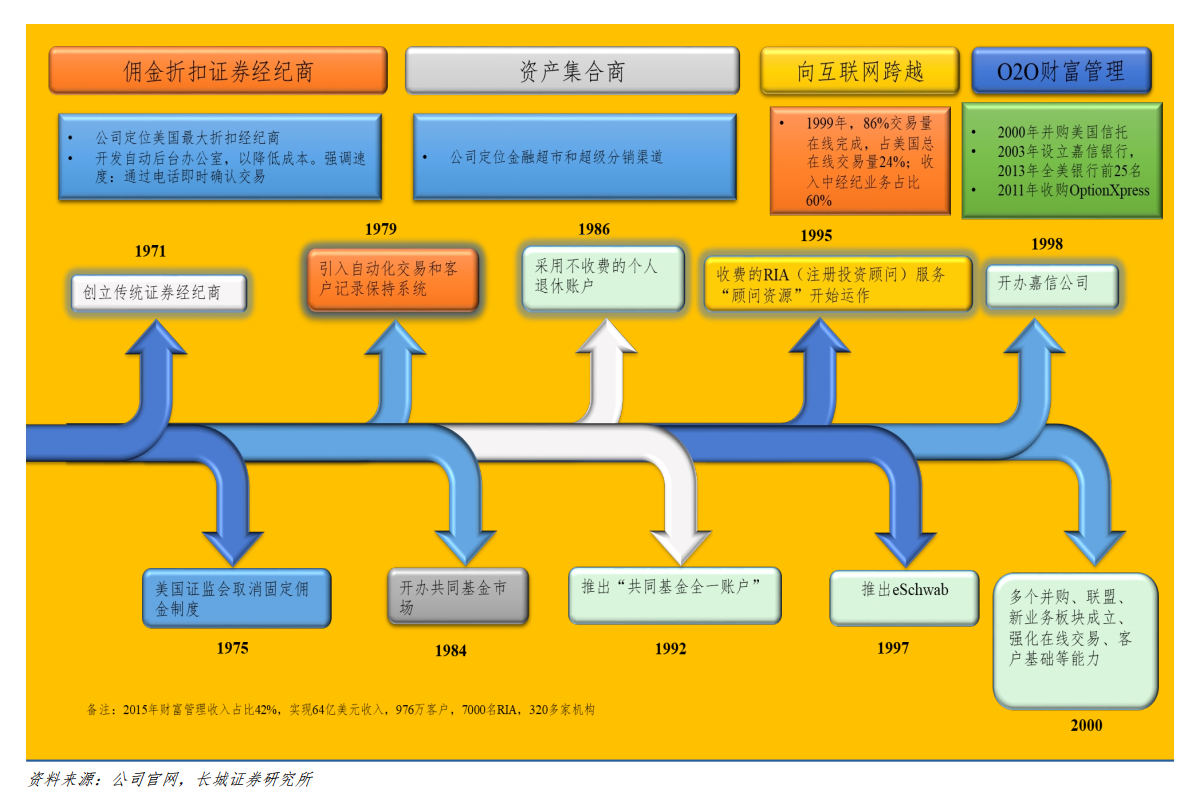 佣金折扣证券经纪商
资产集合商
向互联网跨越
O2O财富管理
• 公司定位美国最大折扣经纪商
• 开发自动后台办公室，以降低成本。强调速
度：通过电话即时确认交易
• 公司定位金融超市和超级分销渠道
• 1999年，86%交易量
在线完成，占美国总
在线交易量24%；收
入中经纪业务占比
60%
• 2000年并购美国信托
• 2003年设立嘉信银行，
2013年全美银行前25名
• 2011年收购OptionXpress
1971
创立传统证券经纪商
1979
引入自动化交易和客
户记录保持系统
1986
采用不收费的个人
退休账户
1995
收费的RIA（注册投资顾问）服务
“顾问资源”开始运作
1998
开办嘉信公司
美国证监会取消固定佣
金制度
1975
开办共同基金市
场
1984
推出“共同基金全一账户”
1992
推出eSchwab
1997
多个并购、联盟、
新业务板块成立、
强化在线交易、客
户基础等能力
2000
备注：2015年财富管理收入占比42%，实现64亿美元收入，976万客户，7000名RIA，320多家机构
资料来源：公司官网，长城证券研究所